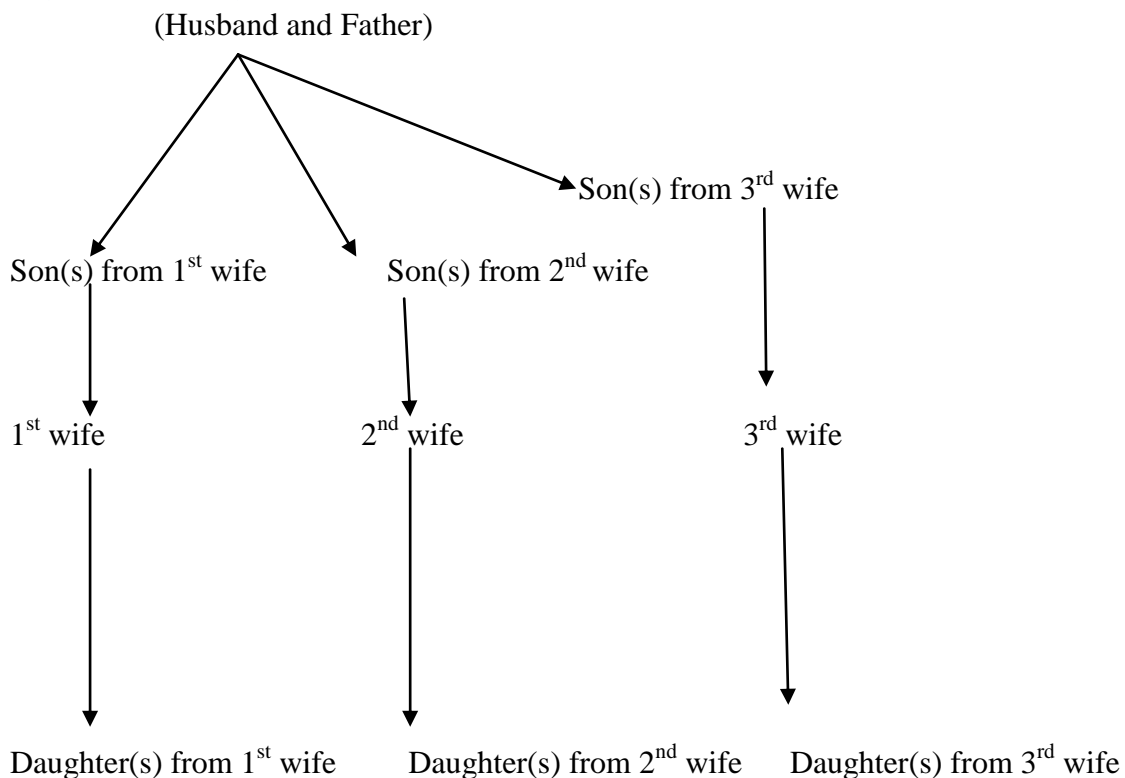 (Husband and Father)
Son(s) from 3rd wife
Son(s) from 1st wife Son(s) from 2nd wife
1st wife 2nd wife 3rd wife
Daughter(s) from 1st wife Daughter(s) from 2nd wife Daughter(s) from 3rd wife